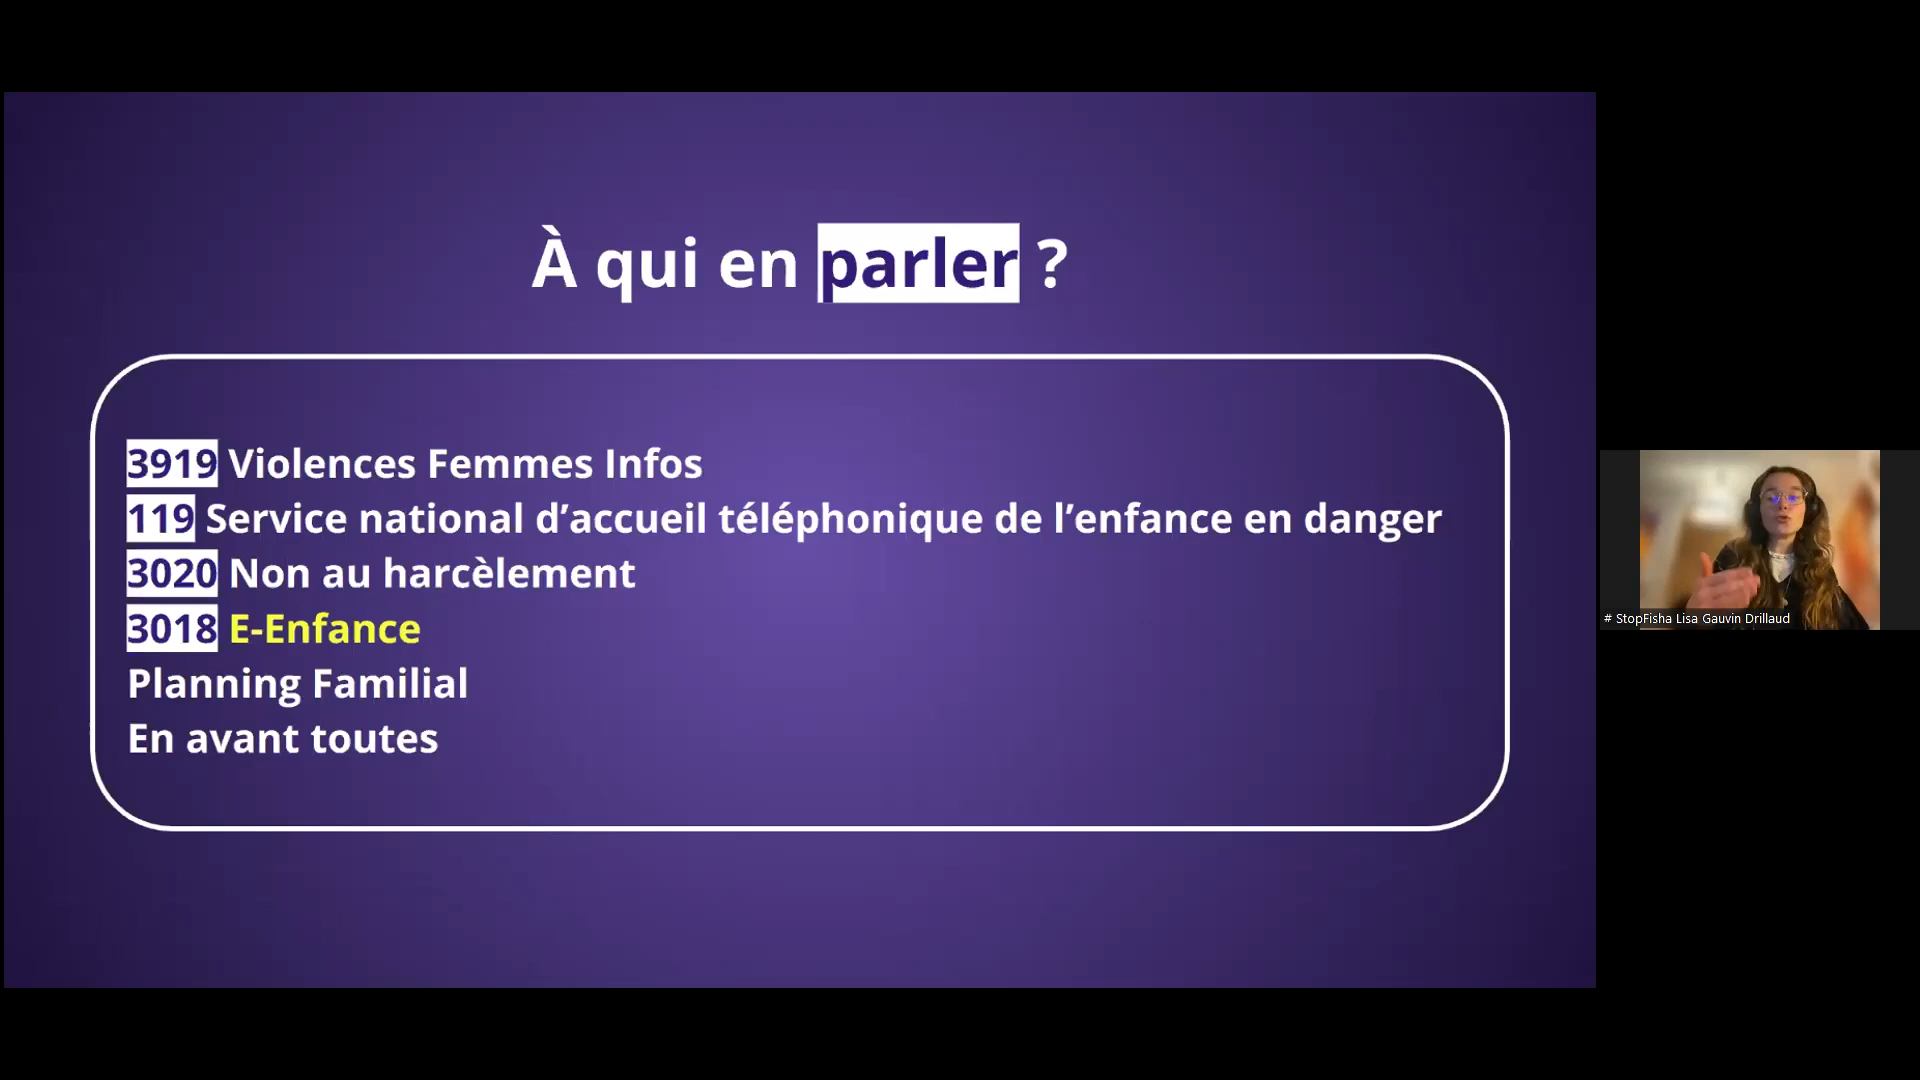 À qui en parler ?
3919 Violences Femmes Infos
119 Service national d’accueil téléphonique de l’enfance en danger
3020 Non au harcèlement
3018 E-Enfance
Planning Familial
En avant toutes
# StopFisha Lisa Gauvin Drillaud